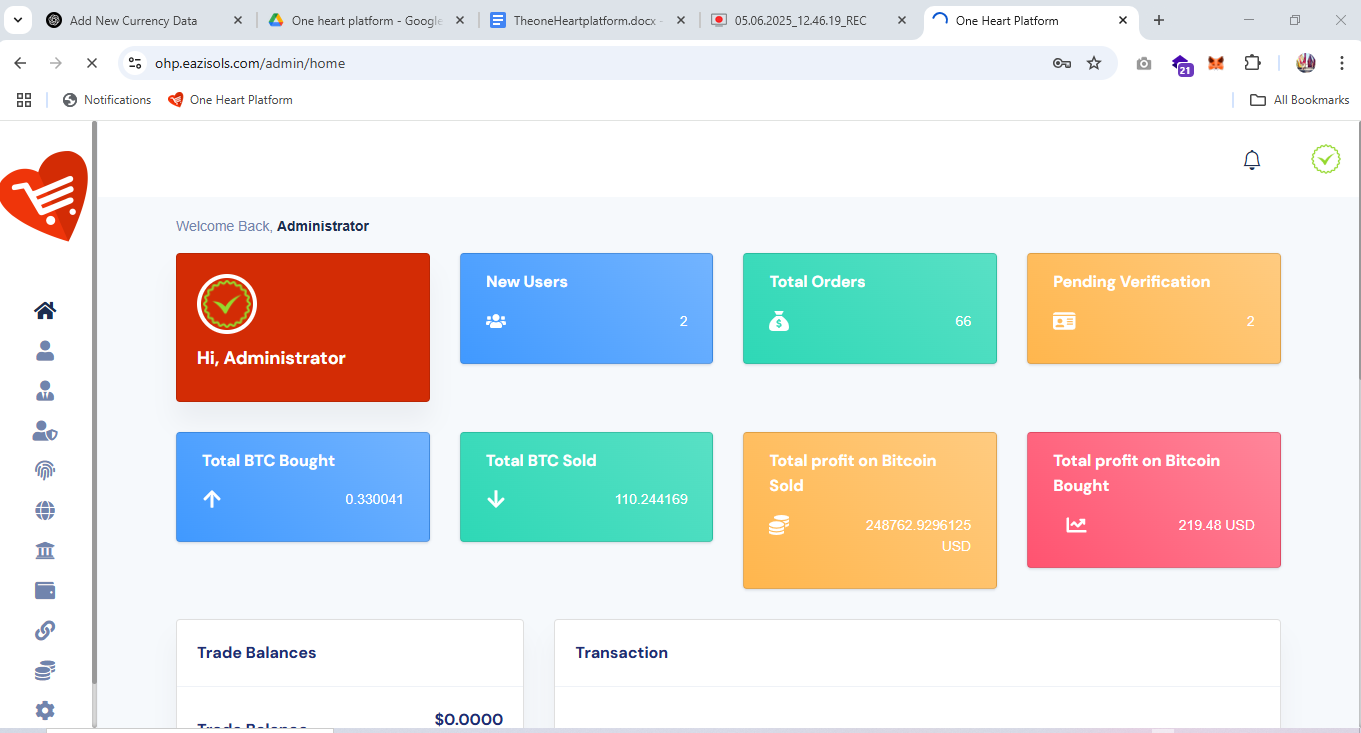 Add New Currency Data
One heart platform - Google
TheoneHeartplatform.docx -
05.06.2025_12.46.19_REC
One Heart Platform
ohp.eazisols.com/admin/home
21
Notifications
One Heart Platform
All Bookmarks
Welcome Back, Administrator
Hi, Administrator
New Users
2
Total Orders
66
Pending Verification
2
Total BTC Bought
0.330041
Total BTC Sold
110.244169
Total profit on Bitcoin
Sold
248762.9296125
USD
Total profit on Bitcoin
Bought
219.48 USD
Trade Balances
Transaction
Trade Balance
$0.0000